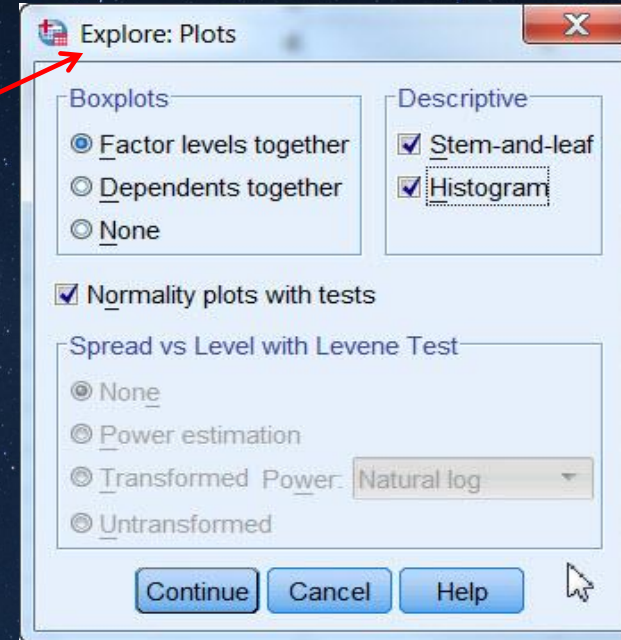 Explore: Plots
Boxplots
Factor levels together
Dependents together
None
Descriptive
Stem-and-leaf
Histogram
Normality plots with tests
Spread vs Level with Levene Test
None
Power estimation
Transformed Power: Natural log
Untransformed
Continue Cancel Help